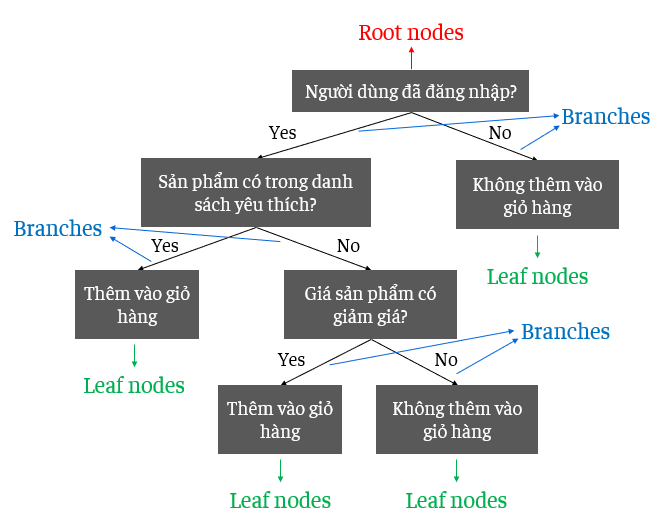 Root nodes
Người dùng đã đăng nhập?
Branches
Yes
No
Sản phẩm có trong danh
sách yêu thích?
Không thêm vào
giỏ hàng
Branches
Yes
No
Leaf nodes
Thêm vào giỏ
hàng
Giá sản phẩm có
giảm giá?
Branches
Yes
No
Leaf nodes
Thêm vào giỏ
hàng
Không thêm vào
giỏ hàng
Leaf nodes
Leaf nodes